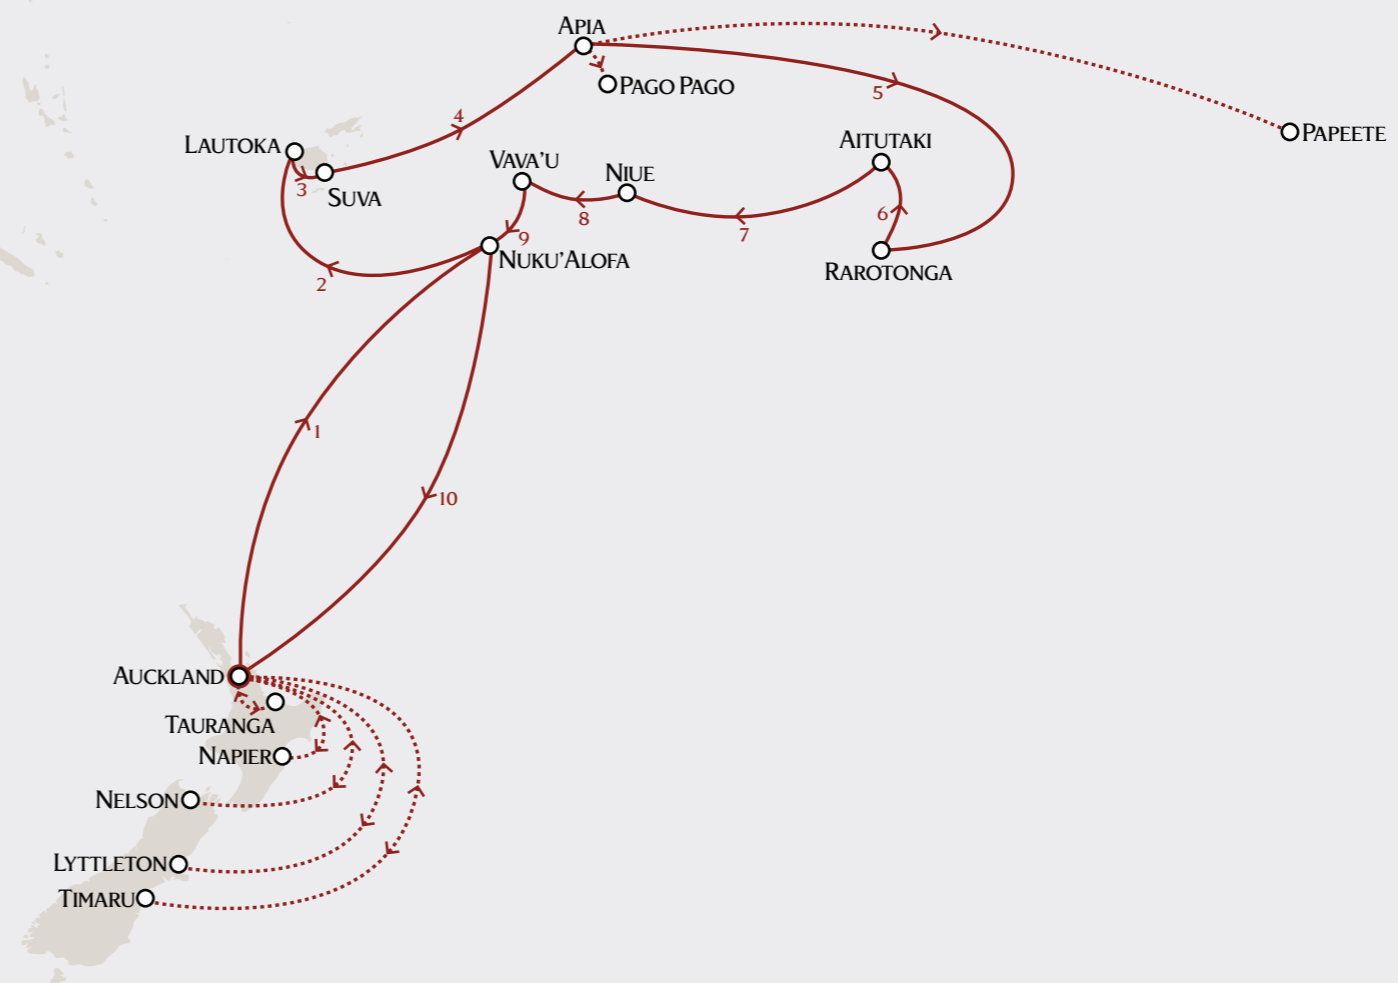 APIA
PAGO PAGO
5
PAPEETE
4
LAUTOKA
3
SUVA
VAVA'U
NIUE
AITUTAKI
8
7
6
9
NUKU'ALOFA
RAROTONGA
2
1
10
AUCKLAND
TAURANGA
NAPIER
NELSON
LYTTLETON
TIMARU